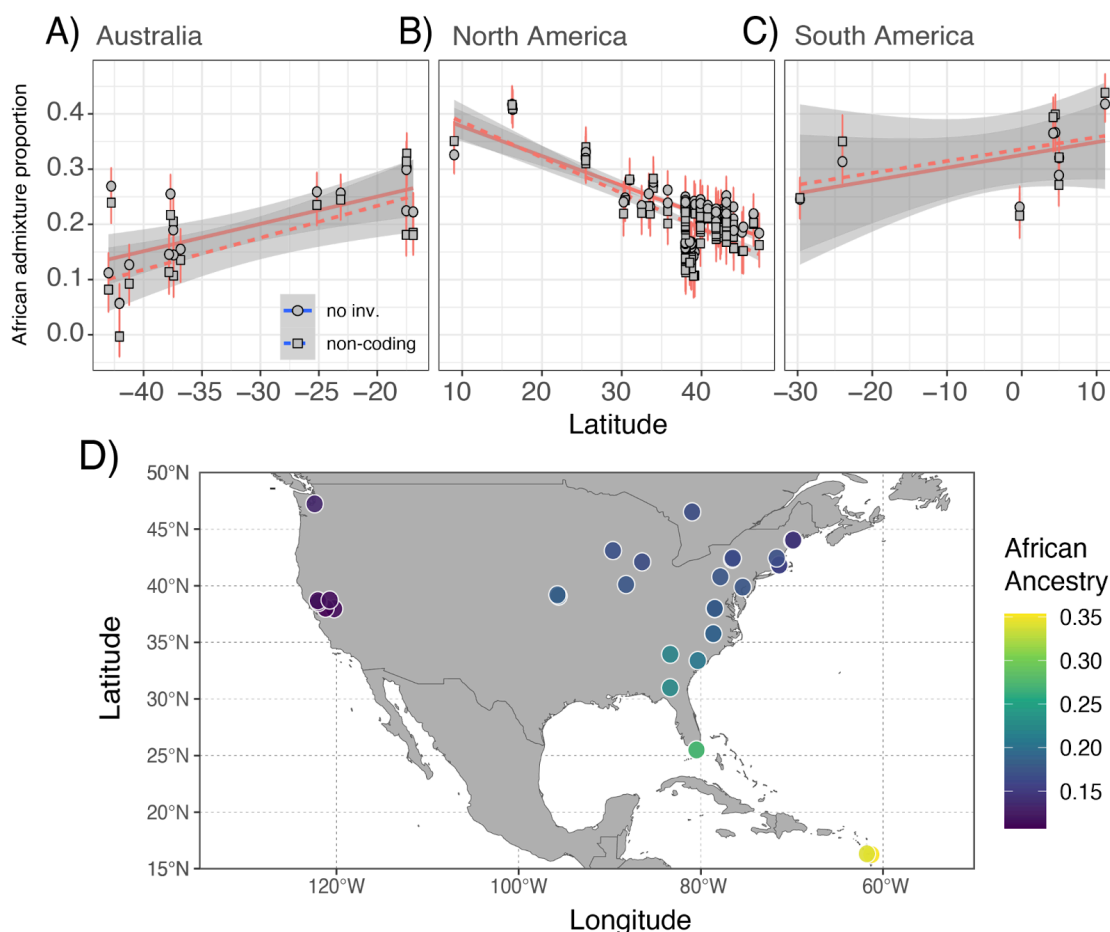 A) Australia
B) North America
C) South America
African admixture proportion
0.4
0.3
0.2
0.1
0.0
no inv.
non-coding
−40 −35 −30 −25 −20
10 20 30 40
−30 −20 −10 0 10
Latitude
D)
50°N
45°N
40°N
35°N
30°N
25°N
20°N
15°N
Latitude
120°W 100°W 80°W 60°W
Longitude
African
Ancestry
0.35
0.30
0.25
0.20
0.15